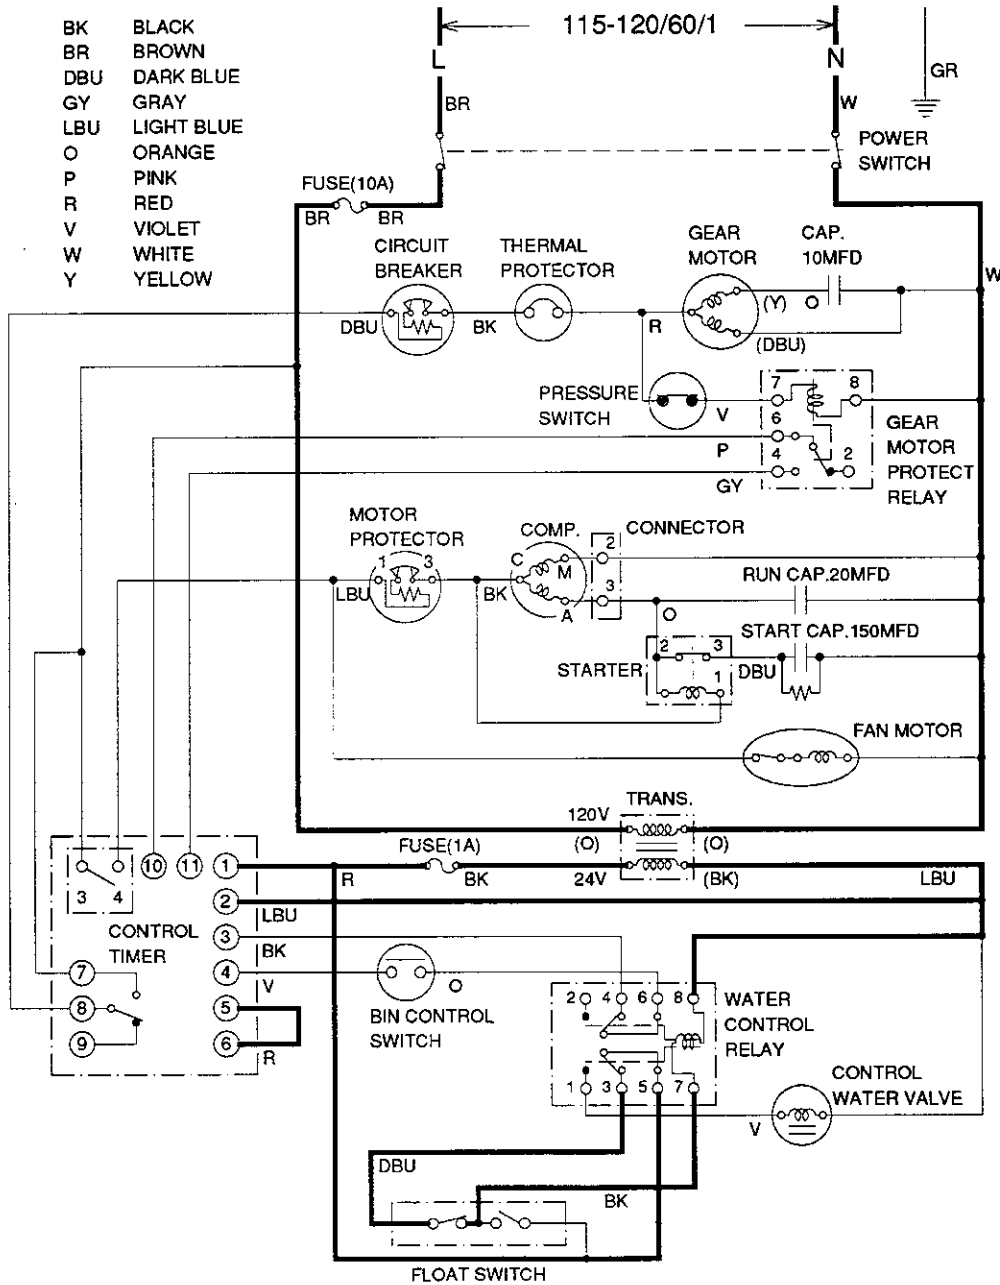 115-120/60/1
BK BLACK
BR BROWN
DBU DARK BLUE
GY GRAY
LBU LIGHT BLUE
O ORANGE
P PINK
R RED
V VIOLET
W WHITE
Y YELLOW
L
N
GR
BR
W
POWER
SWITCH
FUSE(10A)
BR BR
CIRCUIT
BREAKER
THERMAL
PROTECTOR
GEAR
MOTOR
CAP.
10MFD
W
DBU
BK
R
(Y)
O
(DBU)
PRESSURE
SWITCH
V
7 8
6
4 2
P
GY
GEAR
MOTOR
PROTECT
RELAY
MOTOR
PROTECTOR
1 3
LBU
BK
COMP.
C
M
A
CONNECTOR
2
3
O
RUN CAP.20MFD
START CAP.150MFD
STARTER
2 3
1
DBU
FAN MOTOR
TRANS.
120V
(O) (O)
FUSE(1A)
R
BK
24V
(BK)
LBU
3 4
10 11 1
2
LBU
CONTROL
TIMER
3
BK
7
4
V
8
5
9
6
R
BIN CONTROL
SWITCH
O
2 4 6 8
1 3 5 7
WATER
CONTROL
RELAY
CONTROL
WATER VALVE
V
DBU
BK
FLOAT SWITCH